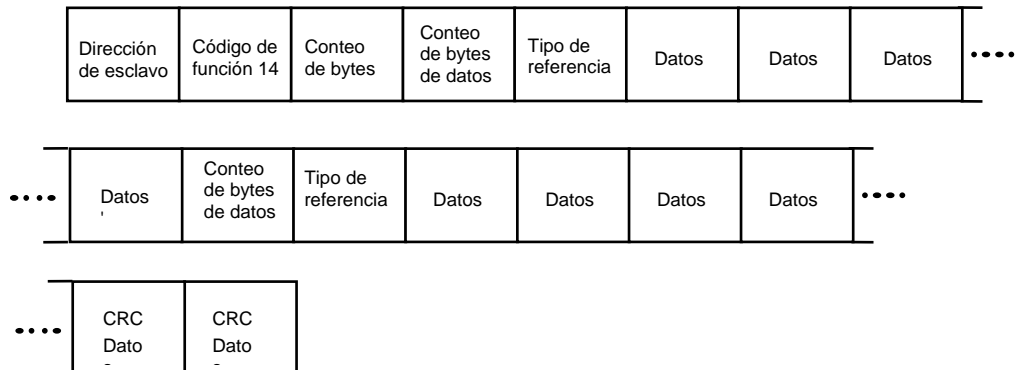 Dirección
de esclavo
Código de
función 14
Conteo
de bytes
Conteo
de bytes
de datos
Tipo de
referencia
Datos
Datos
Datos
Datos
Conteo
de bytes
de datos
Tipo de
referencia
Datos
Datos
Datos
Datos
CRC
Dato
CRC
Dato